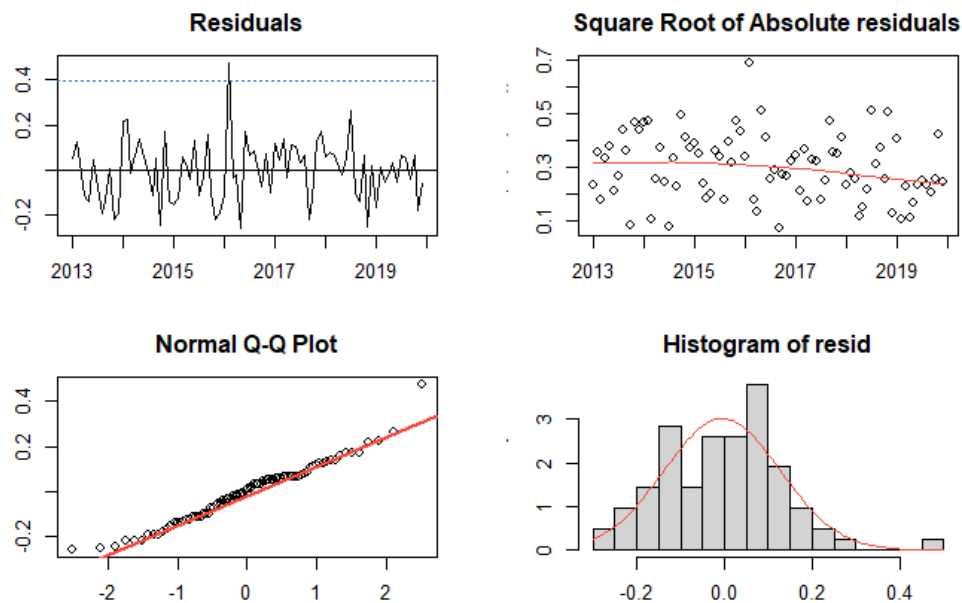 Residuals
0.4
0.2
-0.2
2013 2015 2017 2019
Square Root of Absolute residuals
0.7
0.5
0.3
0.1
2013 2015 2017 2019
Normal Q-Q Plot
0.4
0.2
-0.2
-2 -1 0 1 2
Histogram of resid
3
2
1
0
-0.2 0.0 0.2 0.4